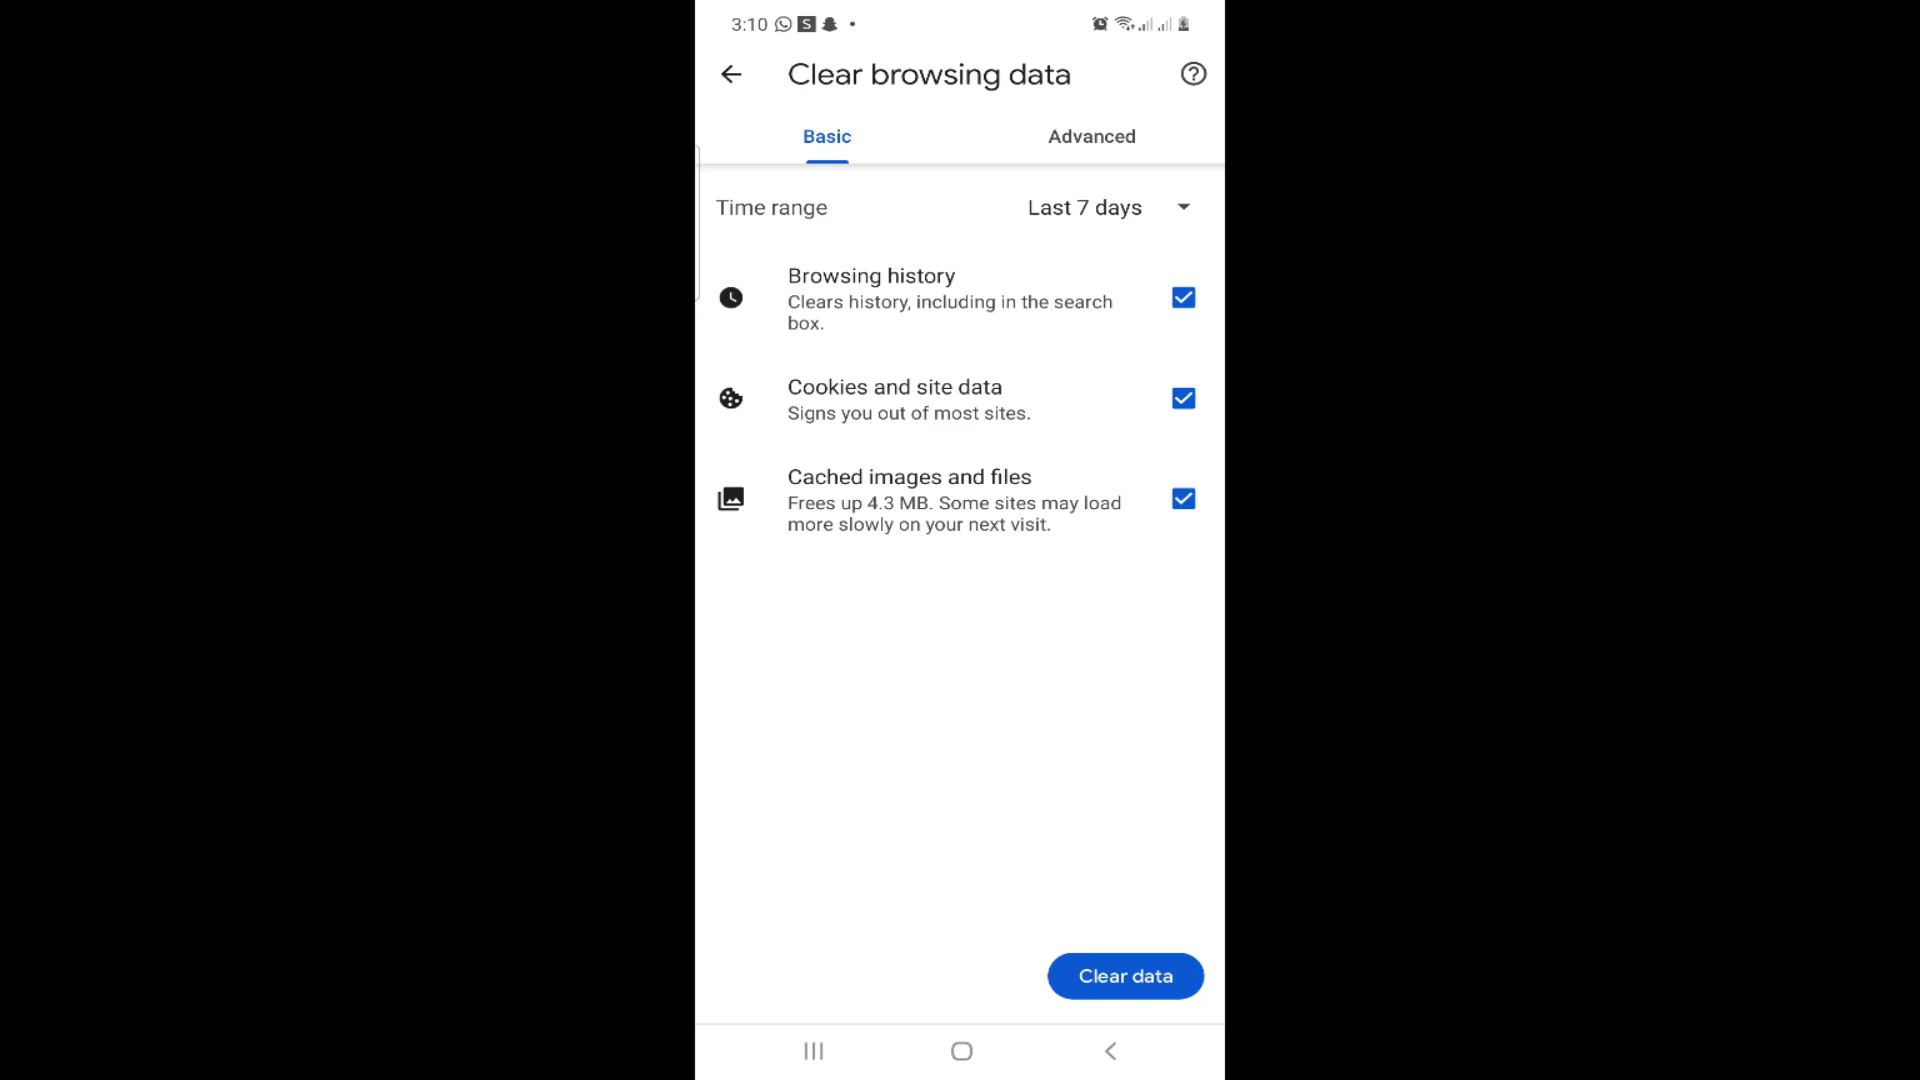 3:10 S
Clear browsing data
Basic Advanced
Time range Last 7 days
Browsing history
Clears history, including in the search
box.
Cookies and site data
Signs you out of most sites.
Cached images and files
Frees up 4.3 MB. Some sites may load
more slowly on your next visit.
Clear data